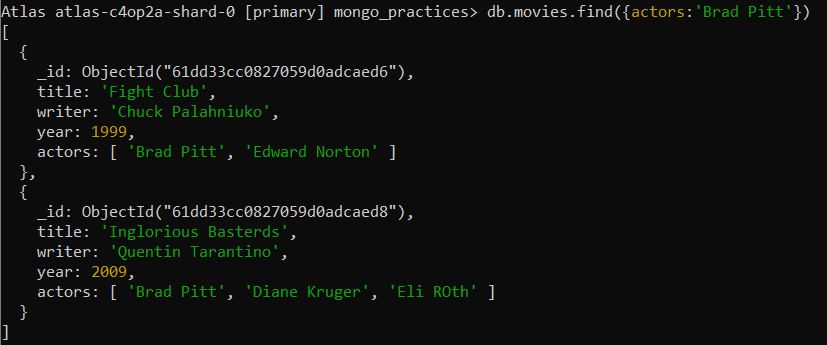 Atlas atlas-c4op2a-shard-0 [primary] mongo_practices> db.movies.find({actors:'Brad Pitt'})
[
  {
    _id: ObjectId("61dd33cc0827059d0adcaed6"),
    title: 'Fight Club',
    writer: 'Chuck Palahniuko',
    year: 1999,
    actors: [ 'Brad Pitt', 'Edward Norton' ]
  },
  {
    _id: ObjectId("61dd33cc0827059d0adcaed8"),
    title: 'Inglorious Basterds',
    writer: 'Quentin Tarantino',
    year: 2009,
    actors: [ 'Brad Pitt', 'Diane Kruger', 'Eli ROth' ]
  }
]